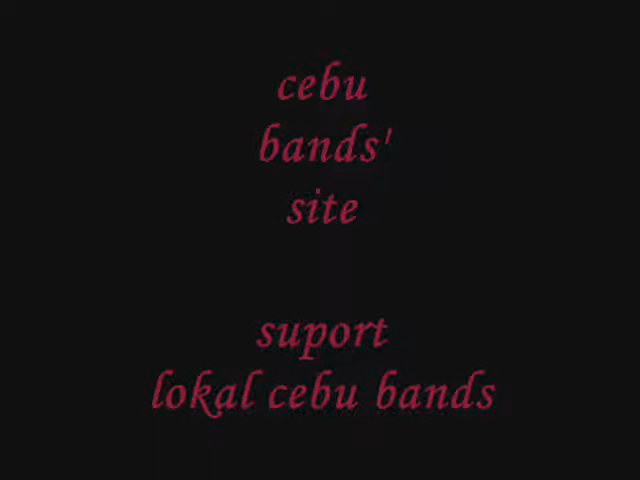 cebu
bands'
site
suport
lokal cebu bands